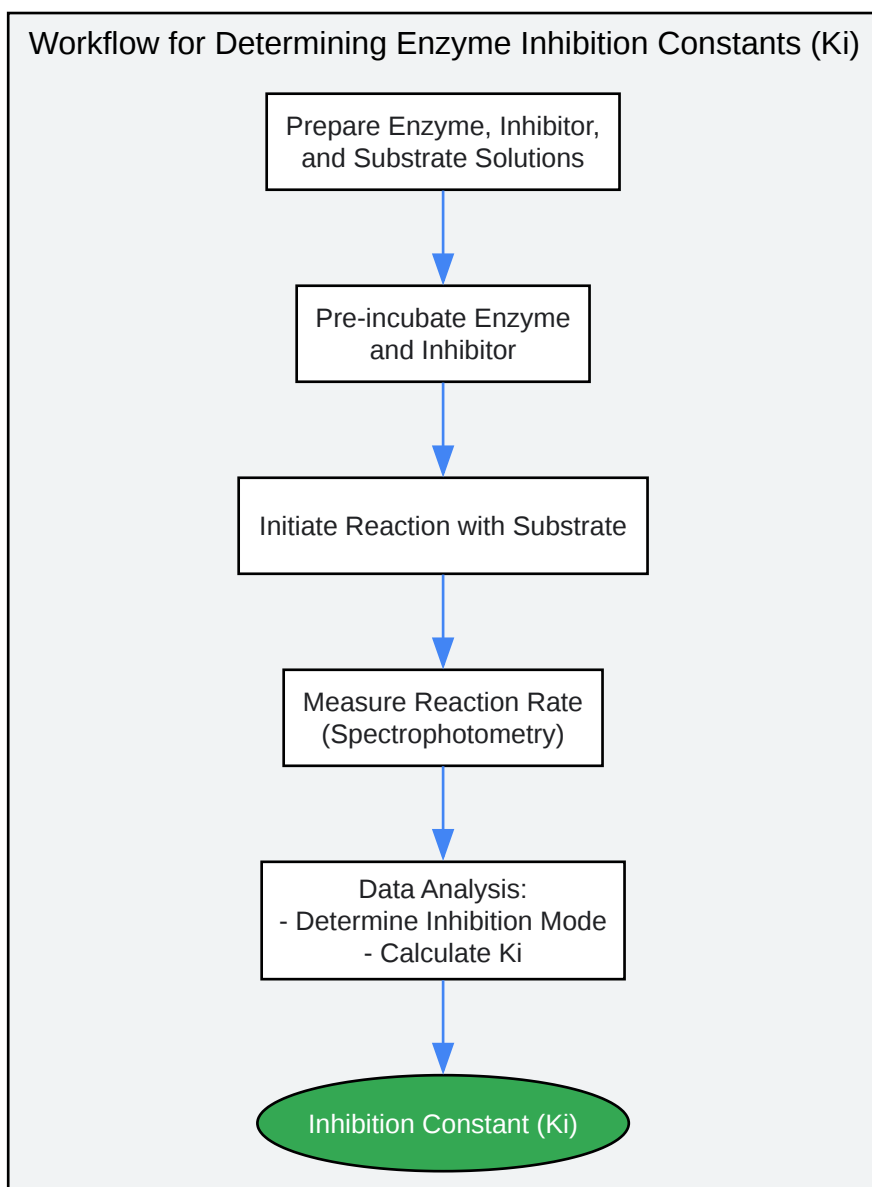 Workflow for Determining Enzyme Inhibition Constants (Ki)
Prepare Enzyme, Inhibitor,
and Substrate Solutions
Pre-incubate Enzyme
and Inhibitor
Initiate Reaction with Substrate
Measure Reaction Rate
(Spectrophotometry)
Data Analysis:
- Determine Inhibition Mode
- Calculate Ki
Inhibition Constant (Ki)